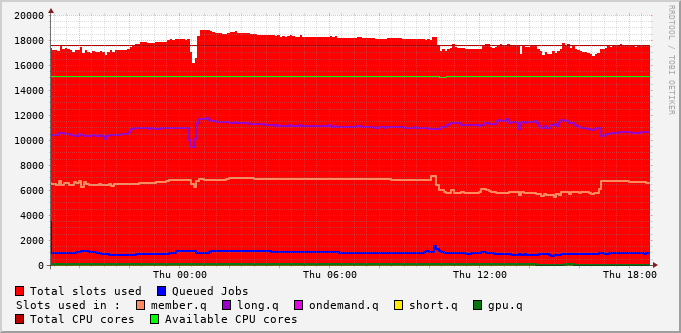 20000
18000
16000
14000
12000
10000
8000
6000
4000
2000
0
Thu 00:00 Thu 06:00 Thu 12:00 Thu 18:00
RRDTOOL / TOBI OETIKER
Total slots used Queued Jobs
Slots used in : member.q long.q ondemand.q short.q gpu.q
Total CPU cores Available CPU cores